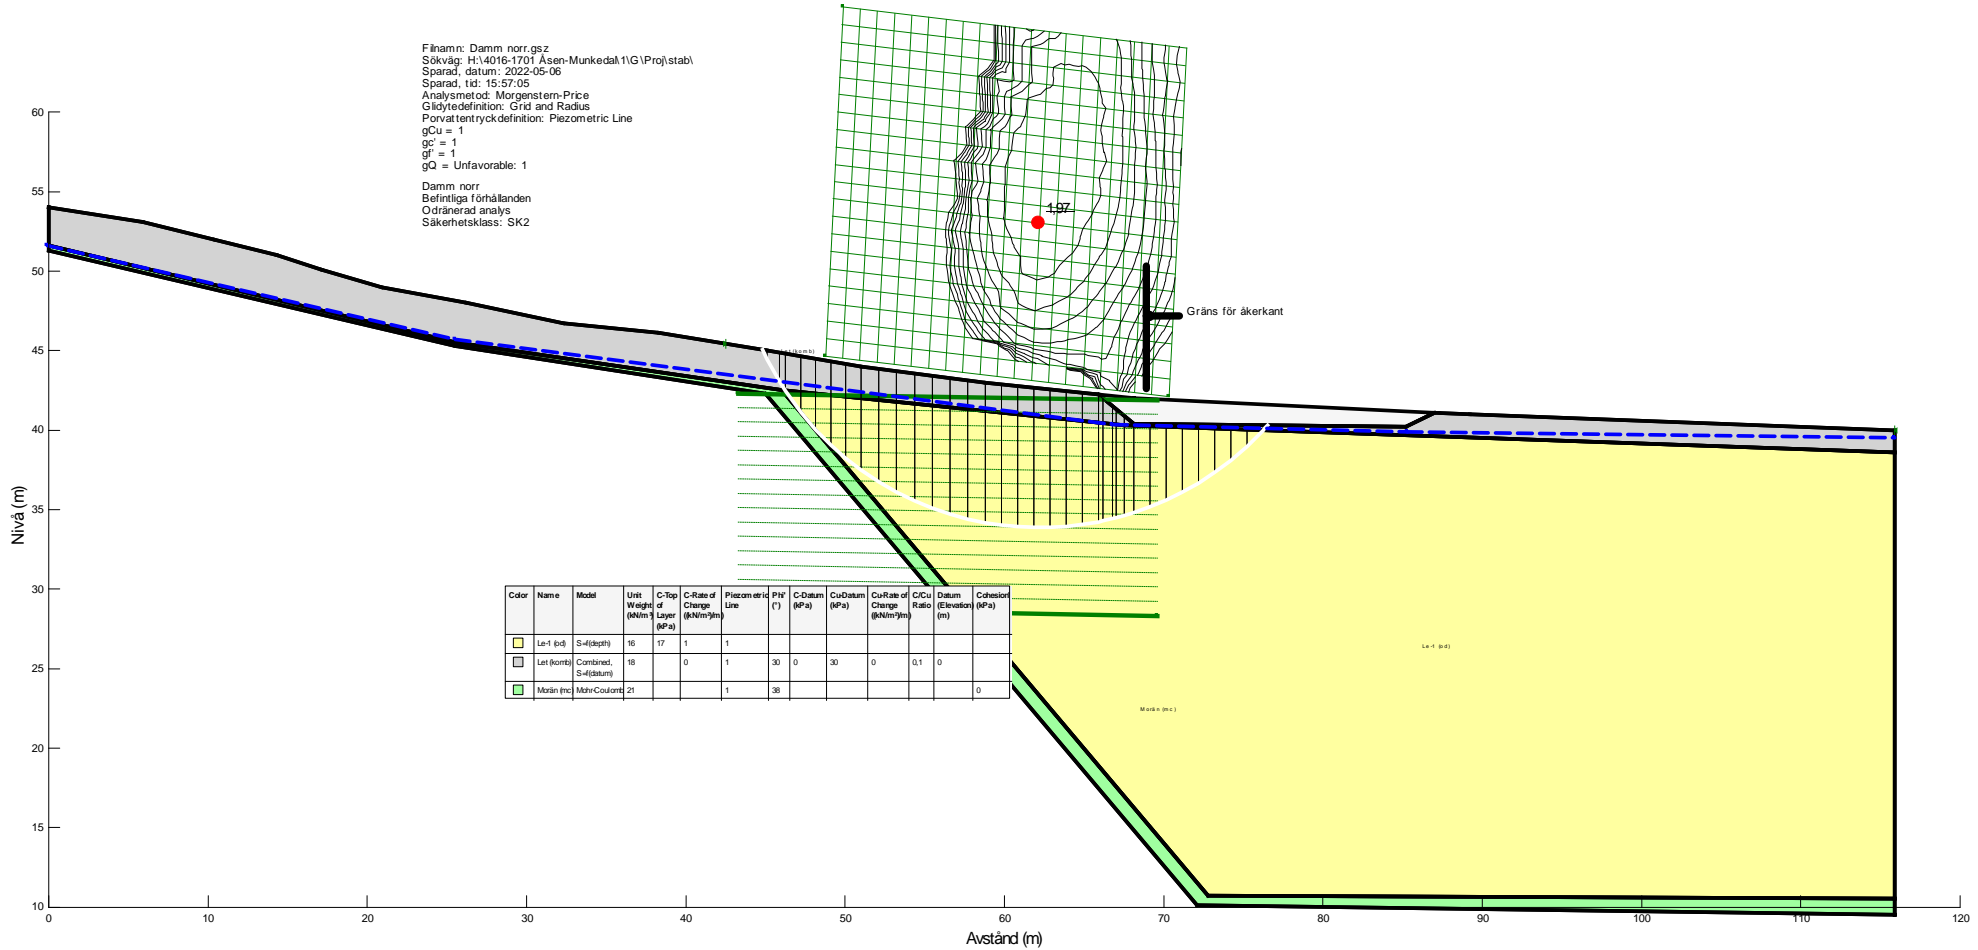 Filnamn: Damm norr.gsz
Sökväg: H:\4016-1701 Åsen-Munkedal\1\G\Proj\stab\
Sparad, datum: 2022-05-06
Sparad, tid: 15:57:05
Analysmetod: Morgenstern-Price
Glidytedefinition: Grid and Radius
Porvattentryckdefinition: Piezometric Line
gCu = 1
gc' = 1
gf' = 1
gQ = Unfavorable: 1
Damm norr
Befintliga förhållanden
Odränerad analys
Säkerhetsklass: SK2
1,97
Gräns för åkerkant
Let (komb)
Le-1 (od)
Morän (mc)
Color Name Model Unit Weight (kN/m³) C-Top of Layer (kPa) C-Rate of Change ((kN/m²)/m) Piezometric Line Phi' (°) C-Datum (kPa) Cu-Datum (kPa) Cu-Rate of Change ((kN/m²)/m) C/Cu Ratio Datum (Elevation) (m) Cohesion' (kPa)
Le-1 (od) S=f(depth) 16 17 1 1
Let (komb) Combined, S=f(datum) 18 0 1 30 0 30 0 0,1 0
Morän (mc) Mohr-Coulomb 21 1 38 0
Nivå (m)
60
55
50
45
40
35
30
25
20
15
10
0 10 20 30 40 50 60 70 80 90 100 110 120
Avstånd (m)